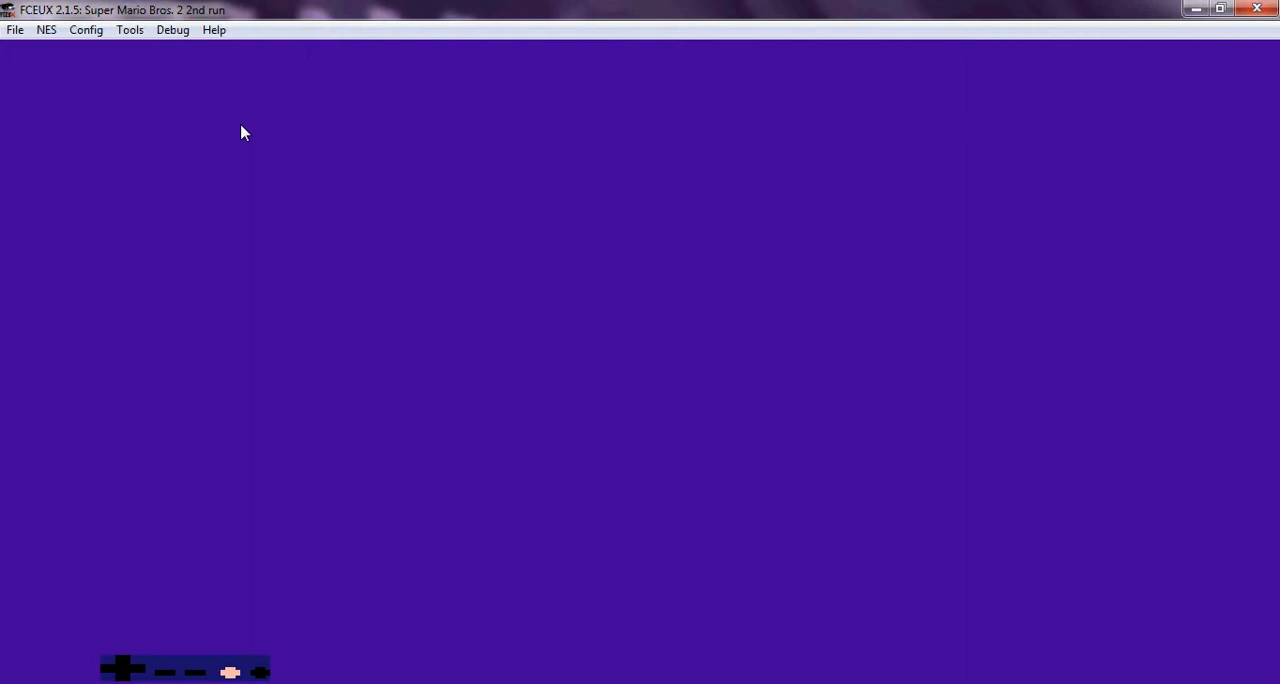 FCEUX 2.1.5: Super Mario Bros. 2 2nd run
File NES Config Tools Debug Help